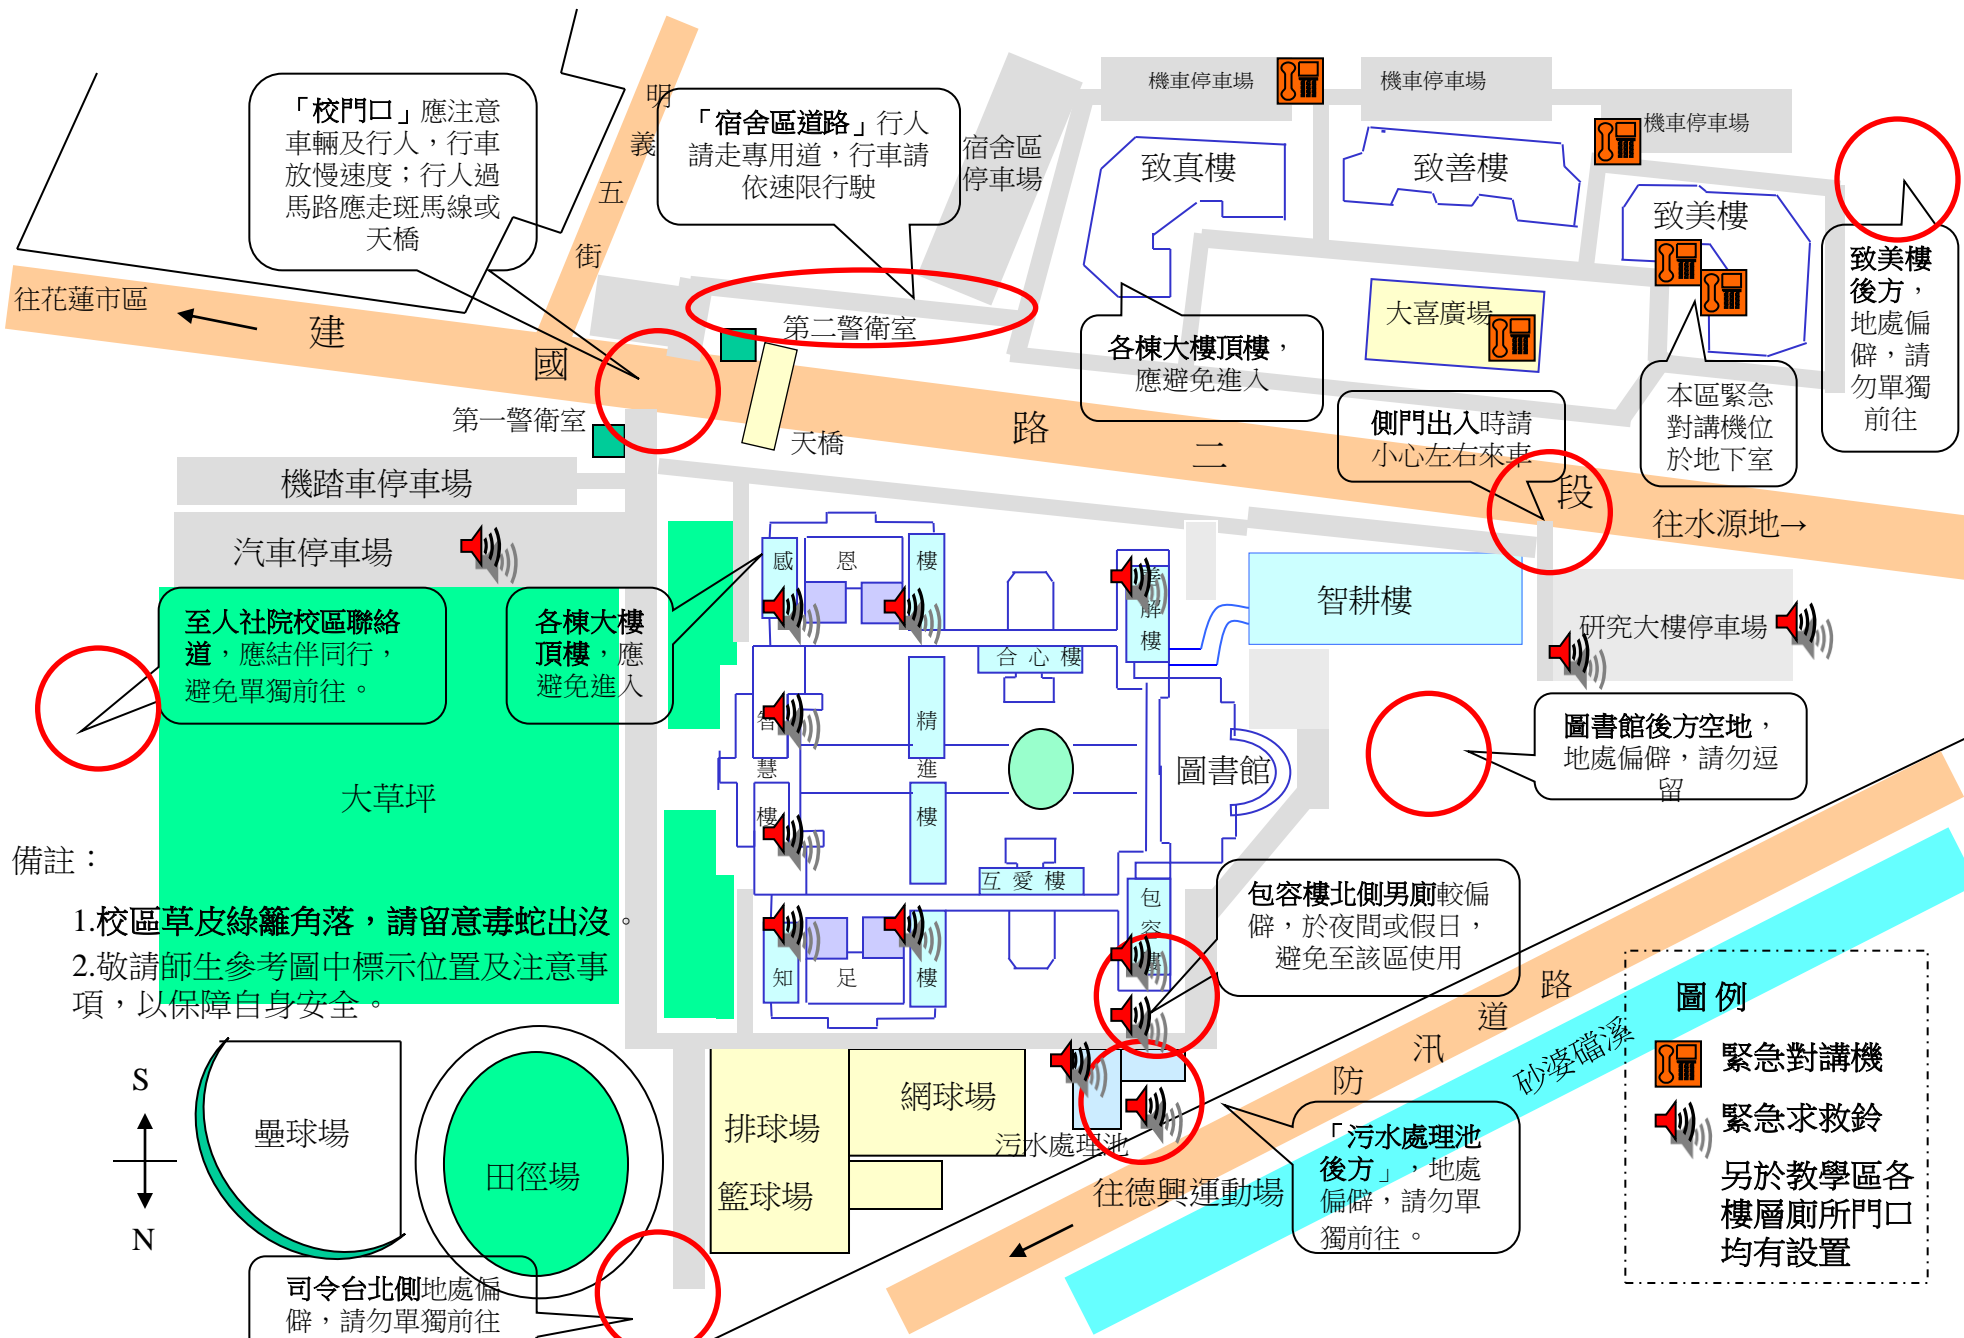 「校門口」應注意
車輛及行人，行車
放慢速度；行人過
馬路應走斑馬線或
天橋
明
義
五
街
「宿舍區道路」行人
請走專用道，行車請
依速限行駛
宿舍區
停車場
機車停車場
機車停車場
機車停車場
致真樓
致善樓
致美樓
致美樓
後方，
地處偏
僻，請
勿單獨
前往
大喜廣場
往花蓮市區
建
國
路
二
段
第二警衛室
各棟大樓頂樓，
應避免進入
本區緊急
對講機位
於地下室
側門出入時請
小心左右來車
第一警衛室
天橋
往水源地→
機踏車停車場
汽車停車場
感
恩
樓
善
解
樓
智耕樓
研究大樓停車場
至人社院校區聯絡
道，應結伴同行，
避免單獨前往。
各棟大樓
頂樓，應
避免進入
合心樓
智
慧
樓
精
進
樓
圖書館
圖書館後方空地，
地處偏僻，請勿逗
留
大草坪
互愛樓
包
容
樓
包容樓北側男廁較偏
僻，於夜間或假日，
避免至該區使用
備註：
1.校區草皮綠籬角落，請留意毒蛇出沒。
2.敬請師生參考圖中標示位置及注意事
項，以保障自身安全。
知
足
樓
路
道
汛
防
砂婆礑溪
圖例
緊急對講機
緊急求救鈴
另於教學區各
樓層廁所門口
均有設置
S
N
壘球場
田徑場
排球場
網球場
籃球場
污水處理池
往德興運動場
「污水處理池
後方」，地處
偏僻，請勿單
獨前往。
司令台北側地處偏
僻，請勿單獨前往